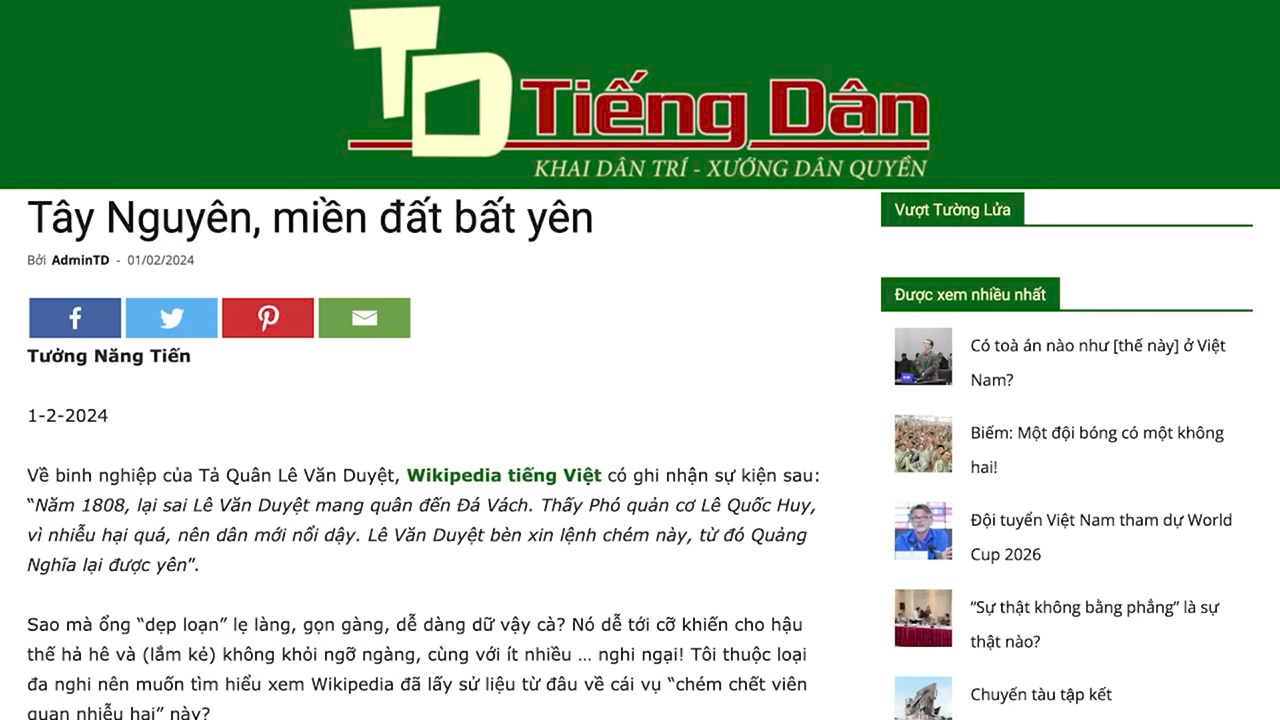 TD Tiếng Dân
KHAI DÂN TRÍ - XƯỚNG DÂN QUYỀN
Tây Nguyên, miền đất bất yên
Bởi AdminTD - 01/02/2024
Tưởng Năng Tiến
1-2-2024
Về binh nghiệp của Tả Quân Lê Văn Duyệt, Wikipedia tiếng Việt có ghi nhận sự kiện sau:
“Năm 1808, lại sai Lê Văn Duyệt mang quân đến Đá Vách. Thấy Phó quản cơ Lê Quốc Huy,
vì nhiễu hại quá, nên dân mới nổi dậy. Lê Văn Duyệt bèn xin lệnh chém này, từ đó Quảng
Nghĩa lại được yên”.
Sao mà ổng “dẹp loạn” lẹ làng, gọn gàng, dễ dàng dữ vậy cà? Nó dễ tới cỡ khiến cho hậu
thế hả hê và (lắm kẻ) không khỏi ngỡ ngàng, cùng với ít nhiều … nghi ngại! Tôi thuộc loại
đa nghi nên muốn tìm hiểu xem Wikipedia đã lấy sử liệu từ đâu về cái vụ “chém chết viên
quan nhiễu hại” này?
Vượt Tường Lửa
Được xem nhiều nhất
Có toà án nào như [thế này] ở Việt
Nam?
Biếm: Một đội bóng có một không
hai!
Đội tuyển Việt Nam tham dự World
Cup 2026
“Sự thật không bằng phẳng” là sự
thật nào?
Chuyến tàu tập kết